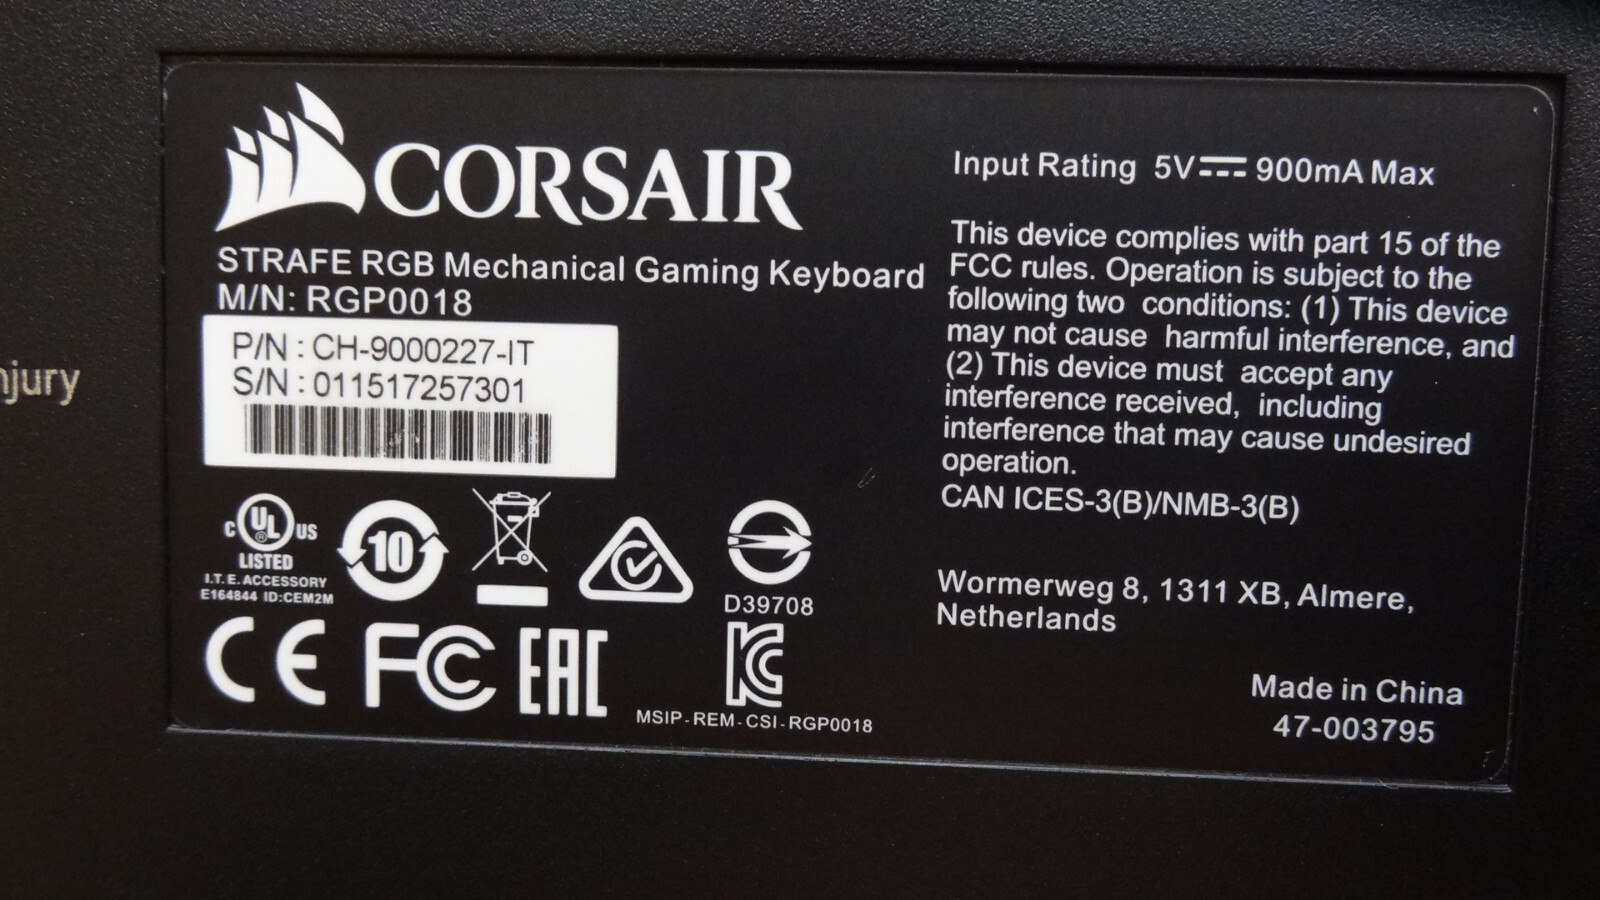 CORSAIR
STRAFE RGB Mechanical Gaming Keyboard
M/N: RGP0018
P/N : CH-9000227-IT
S/N : 011517257301
C UL ® US
LISTED
I.T.E. ACCESSORY
E164844 ID:CEM2M
10
D39708
CE FC EAC KC
MSIP-REM-CSI-RGP0018
Input Rating 5V 900mA Max
This device complies with part 15 of the
FCC rules. Operation is subject to the
following two conditions: (1) This device
may not cause harmful interference, and
(2) This device must accept any
interference received, including
interference that may cause undesired
operation.
CAN ICES-3(B)/NMB-3(B)
Wormerweg 8, 1311 XB, Almere,
Netherlands
Made in China
47-003795